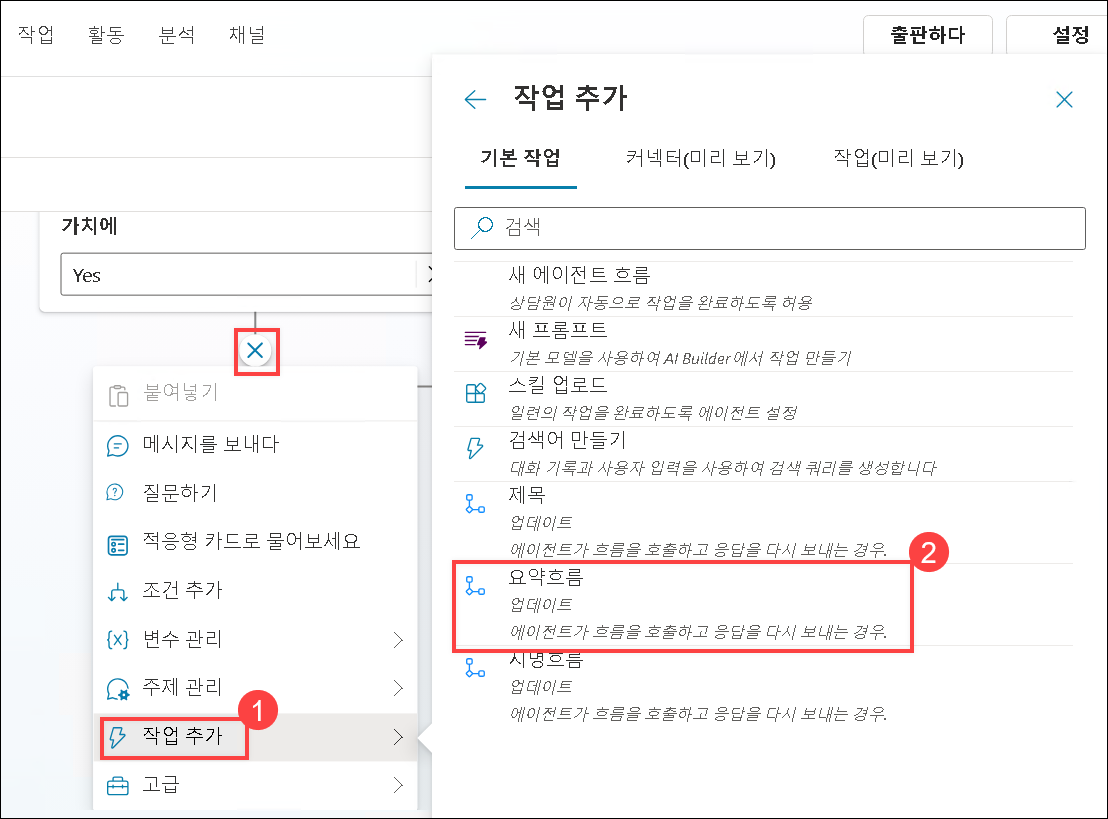 작업 활동 분석 채널
출판하다 설정
작업 추가
기본 작업 커넥터(미리 보기) 작업(미리 보기)
검색
가치에
Yes
붙여넣기
메시지를 보내다
질문하기
적응형 카드로 물어보세요
조건 추가
변수 관리
주제 관리
1
작업 추가
고급
새 에이전트 흐름
상담원이 자동으로 작업을 완료하도록 허용
새 프롬프트
기본 모델을 사용하여 AI Builder에서 작업 만들기
스킬 업로드
일련의 작업을 완료하도록 에이전트 설정
검색어 만들기
대화 기록과 사용자 입력을 사용하여 검색 쿼리를 생성합니다
제목
업데이트
에이전트가 흐름을 호출하고 응답을 다시 보내는 경우.
2
요약흐름
업데이트
에이전트가 흐름을 호출하고 응답을 다시 보내는 경우.
지명흐름
업데이트
에이전트가 흐름을 호출하고 응답을 다시 보내는 경우.